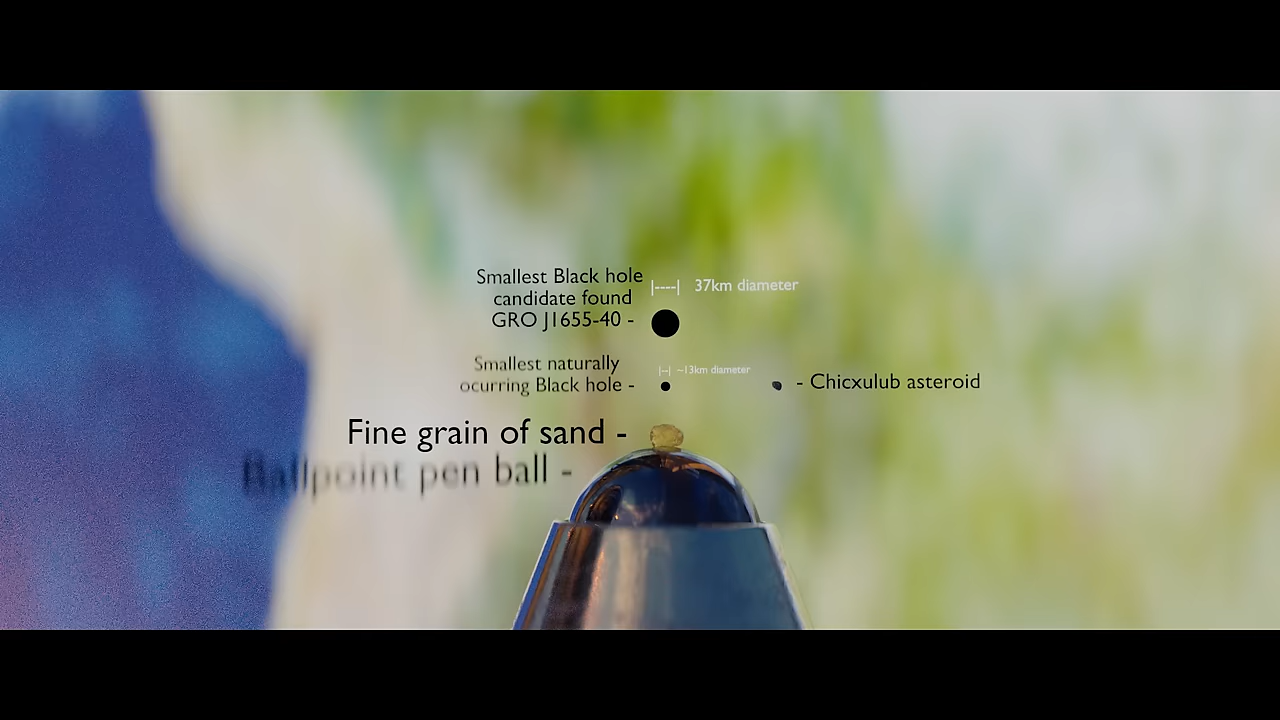 Smallest Black hole
candidate found
GRO J1655-40 -
|----| 37km diameter
Smallest naturally
ocurring Black hole -
|--| ~13km diameter
- Chicxulub asteroid
Fine grain of sand -
Ballpoint pen ball -